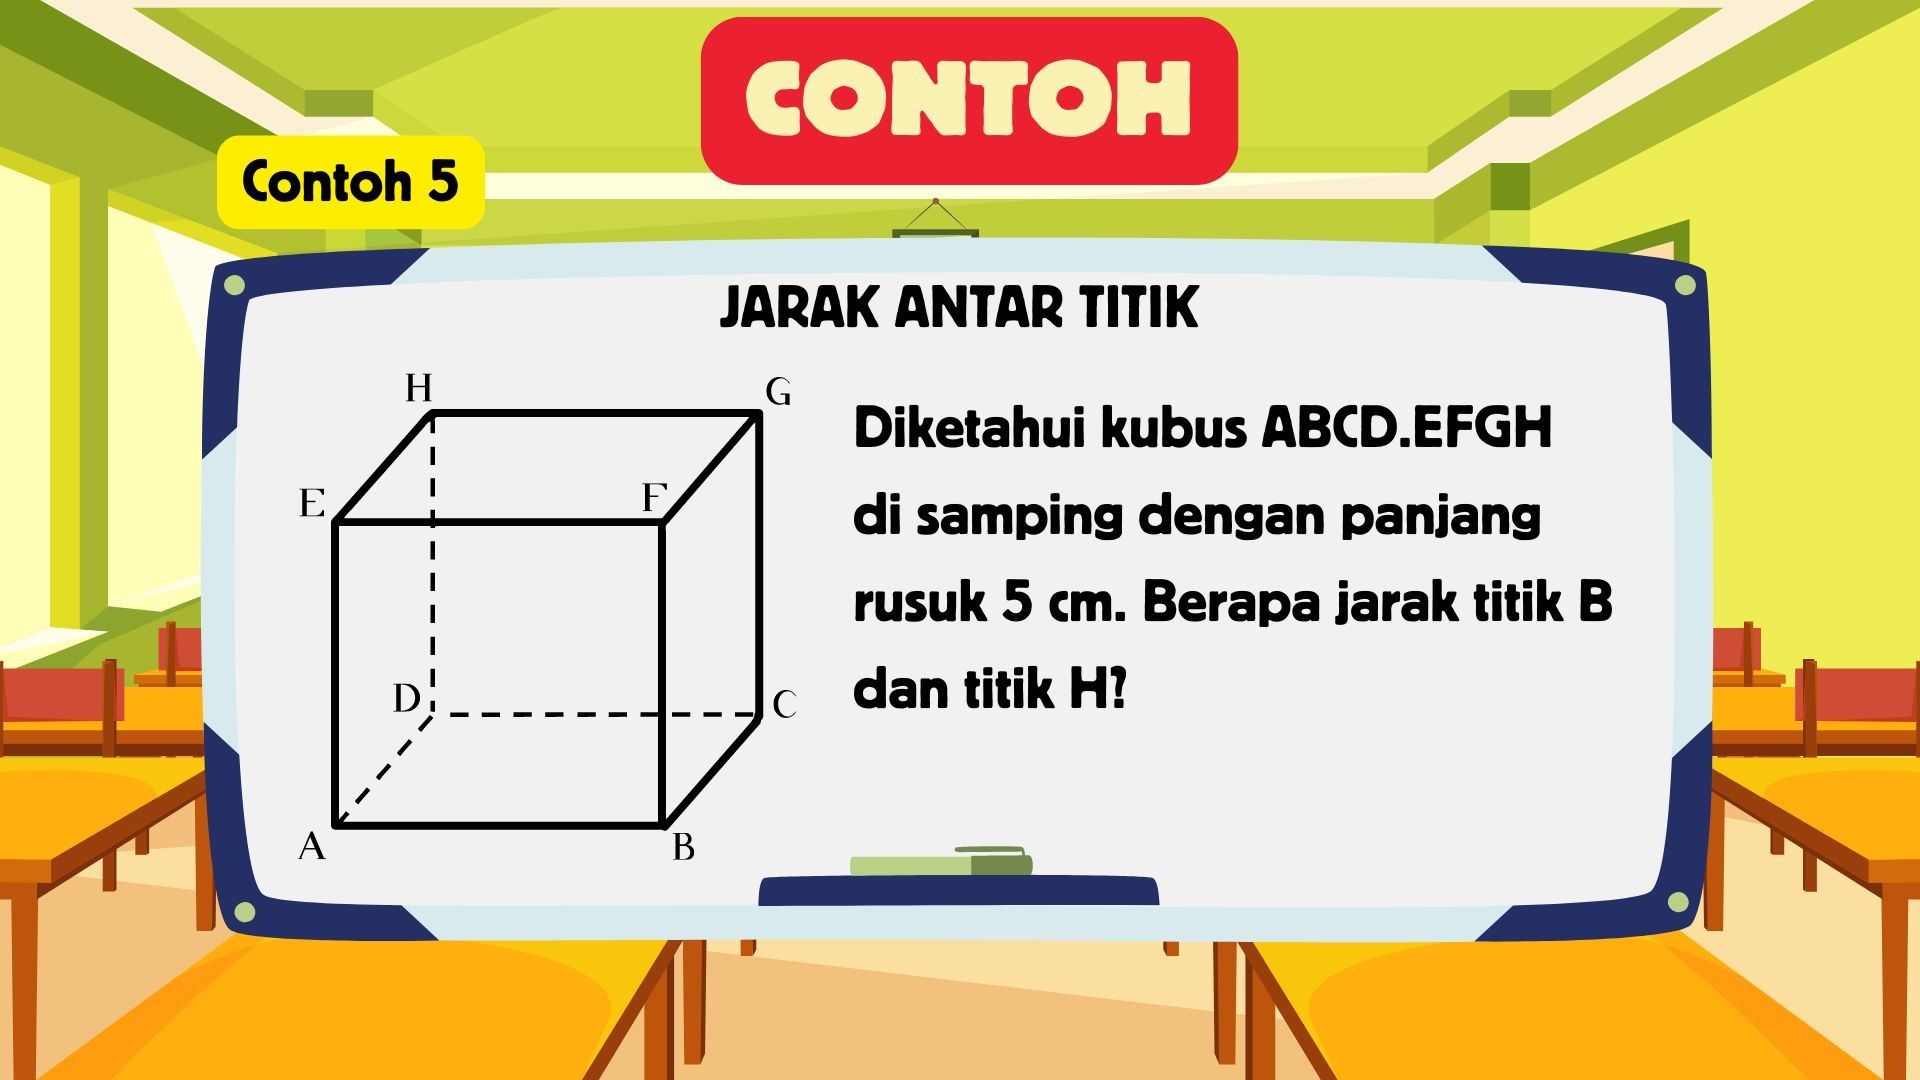 CONTOH
Contoh 5
JARAK ANTAR TITIK
H
G
E
F
D
C
A
B
Diketahui kubus ABCD.EFGH
di samping dengan panjang
rusuk 5 cm. Berapa jarak titik B
dan titik H?